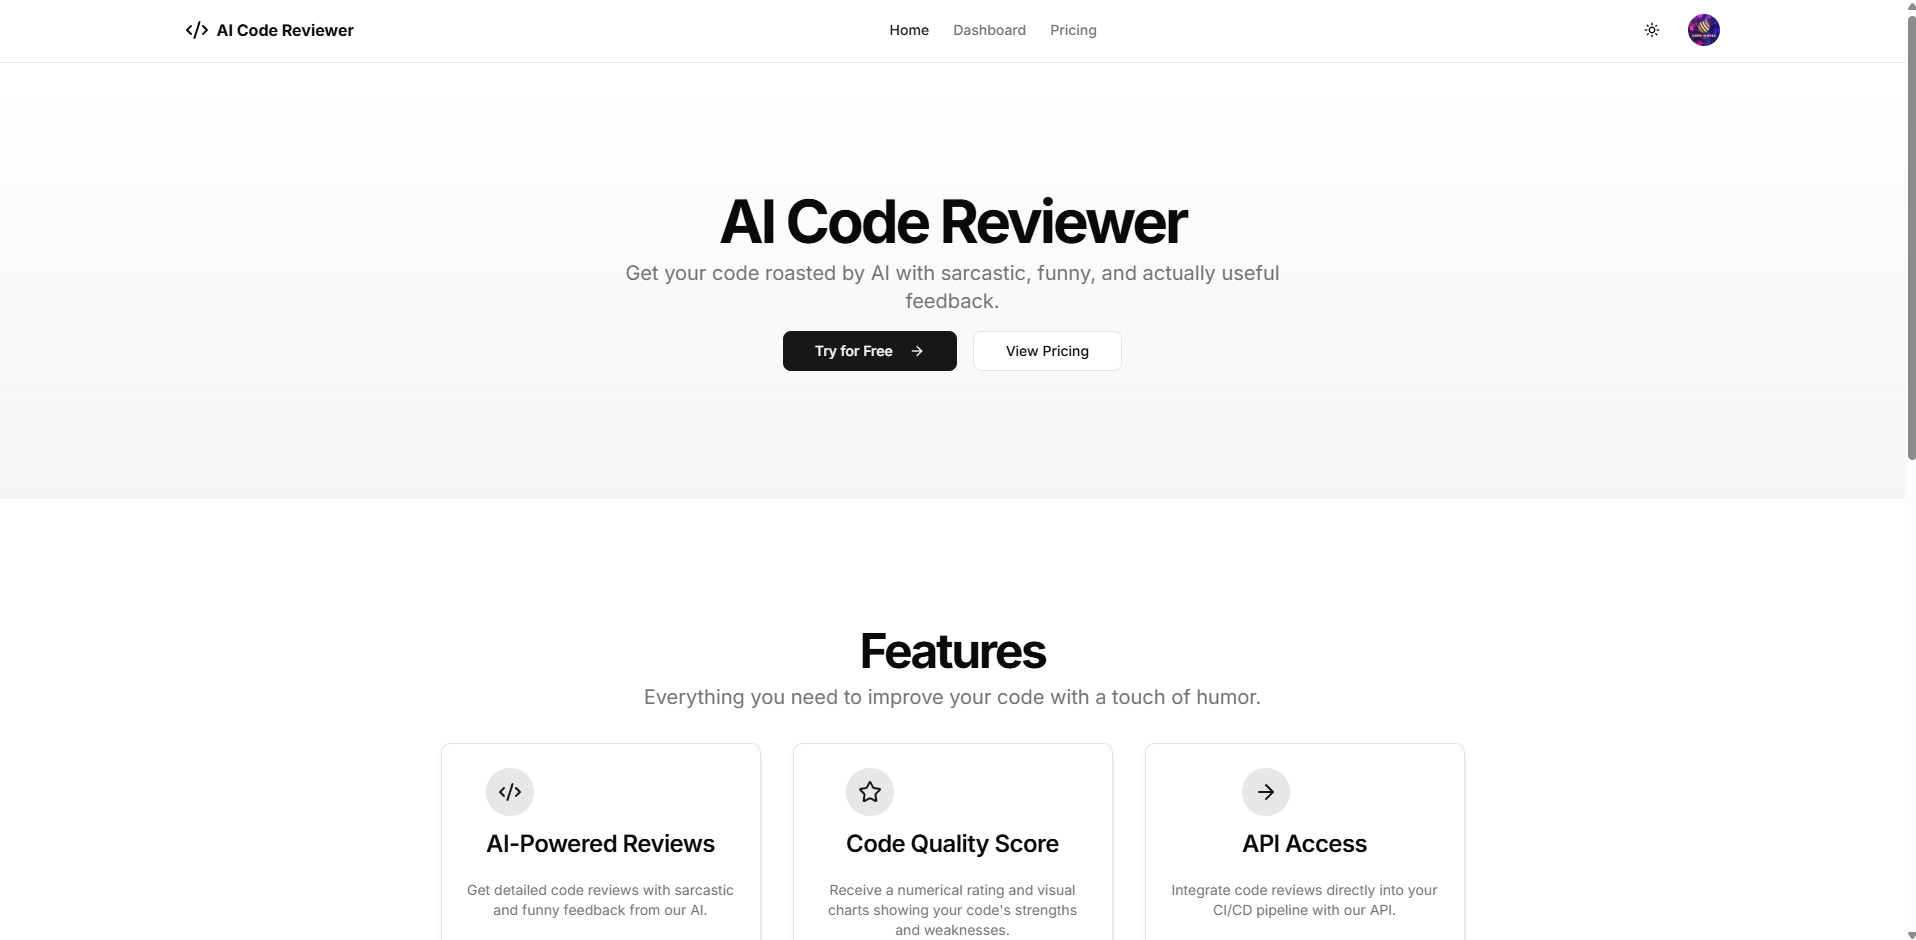 AI Code Reviewer
Home
Dashboard
Pricing
AI Code Reviewer
Get your code roasted by AI with sarcastic, funny, and actually useful
feedback.
Try for Free
View Pricing
Features
Everything you need to improve your code with a touch of humor.
AI-Powered Reviews
Get detailed code reviews with sarcastic
and funny feedback from our AI.
Code Quality Score
Receive a numerical rating and visual
charts showing your code's strengths
and weaknesses.
API Access
Integrate code reviews directly into your
CI/CD pipeline with our API.